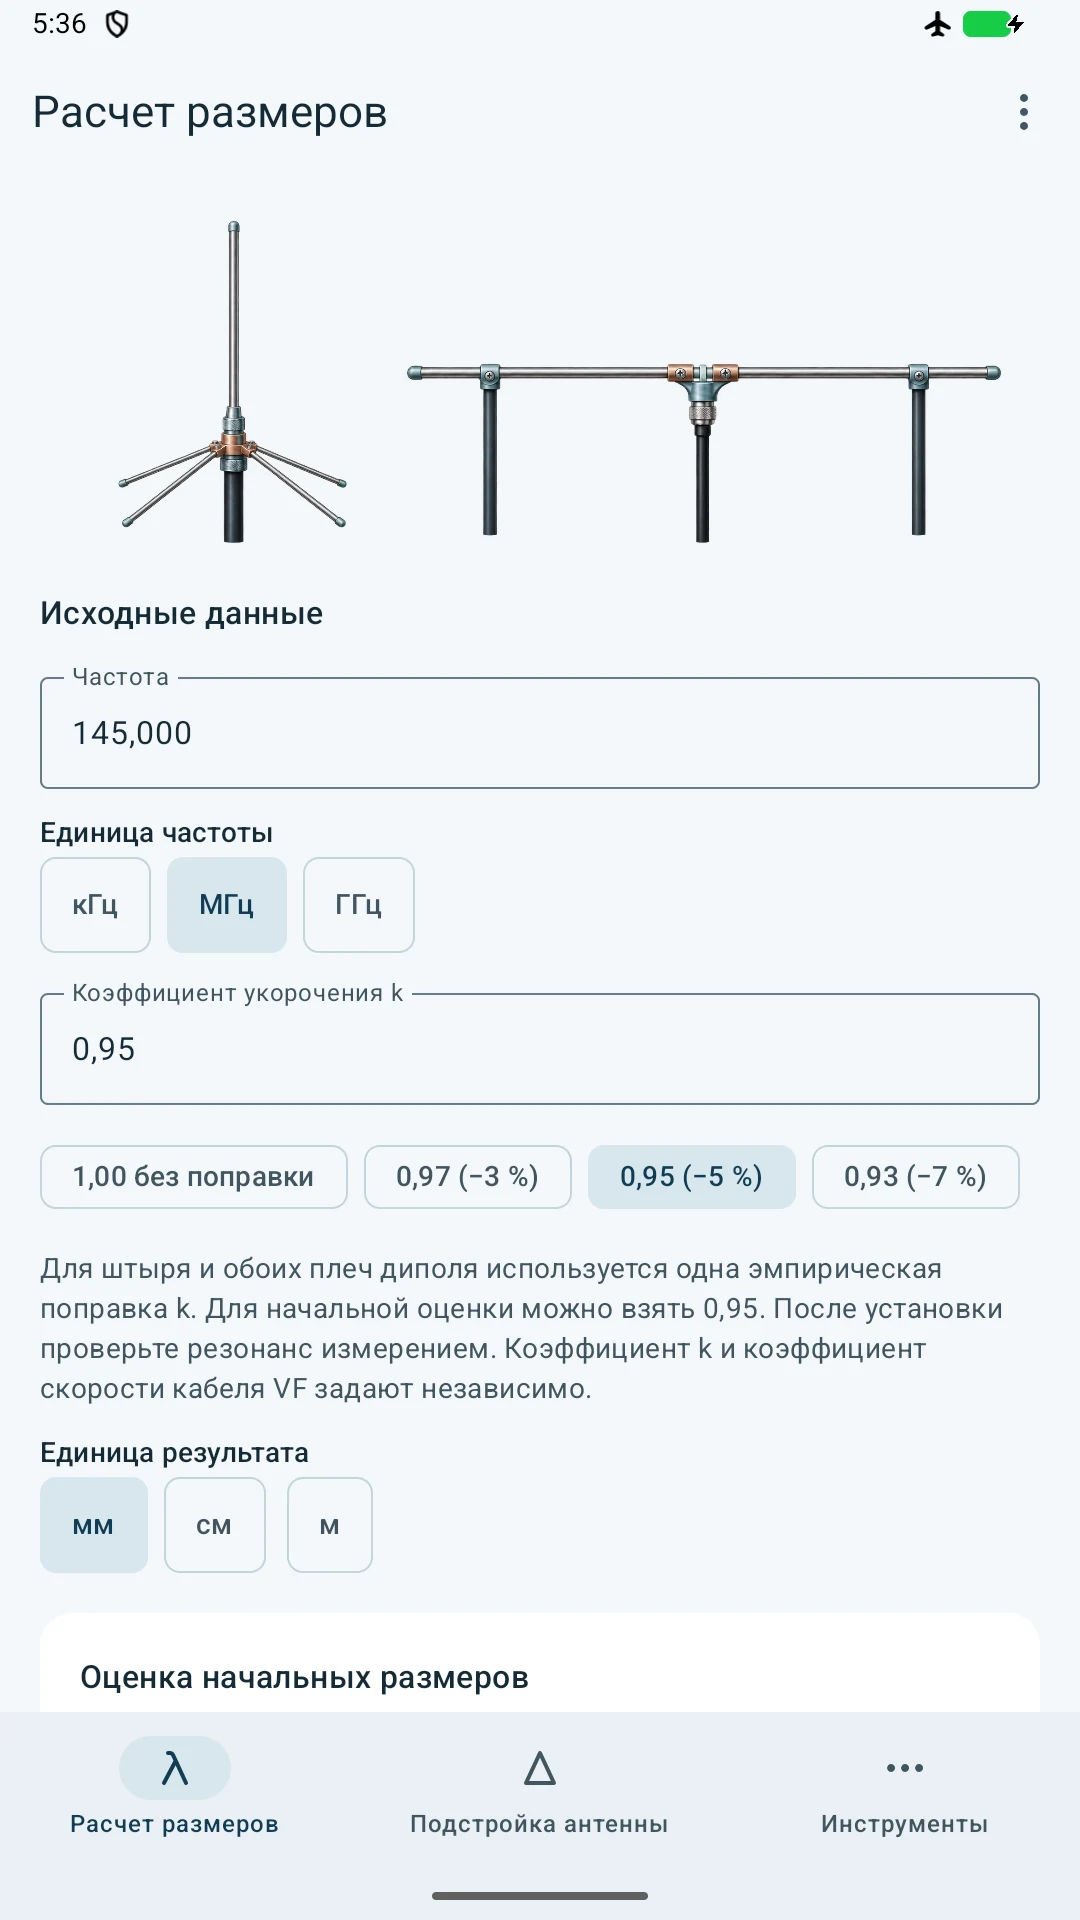 5:36
Расчет размеров
Исходные данные
Частота
145,000
Единица частоты
кГц МГц ГГц
Коэффициент укорочения k
0,95
1,00 без поправки 0,97 (−3 %) 0,95 (−5 %) 0,93 (−7 %)
Для штыря и обоих плеч диполя используется одна эмпирическая
поправка k. Для начальной оценки можно взять 0,95. После установки
проверьте резонанс измерением. Коэффициент k и коэффициент
скорости кабеля VF задают независимо.
Единица результата
мм см м
Оценка начальных размеров
λ Δ
Расчет размеров Подстройка антенны Инструменты